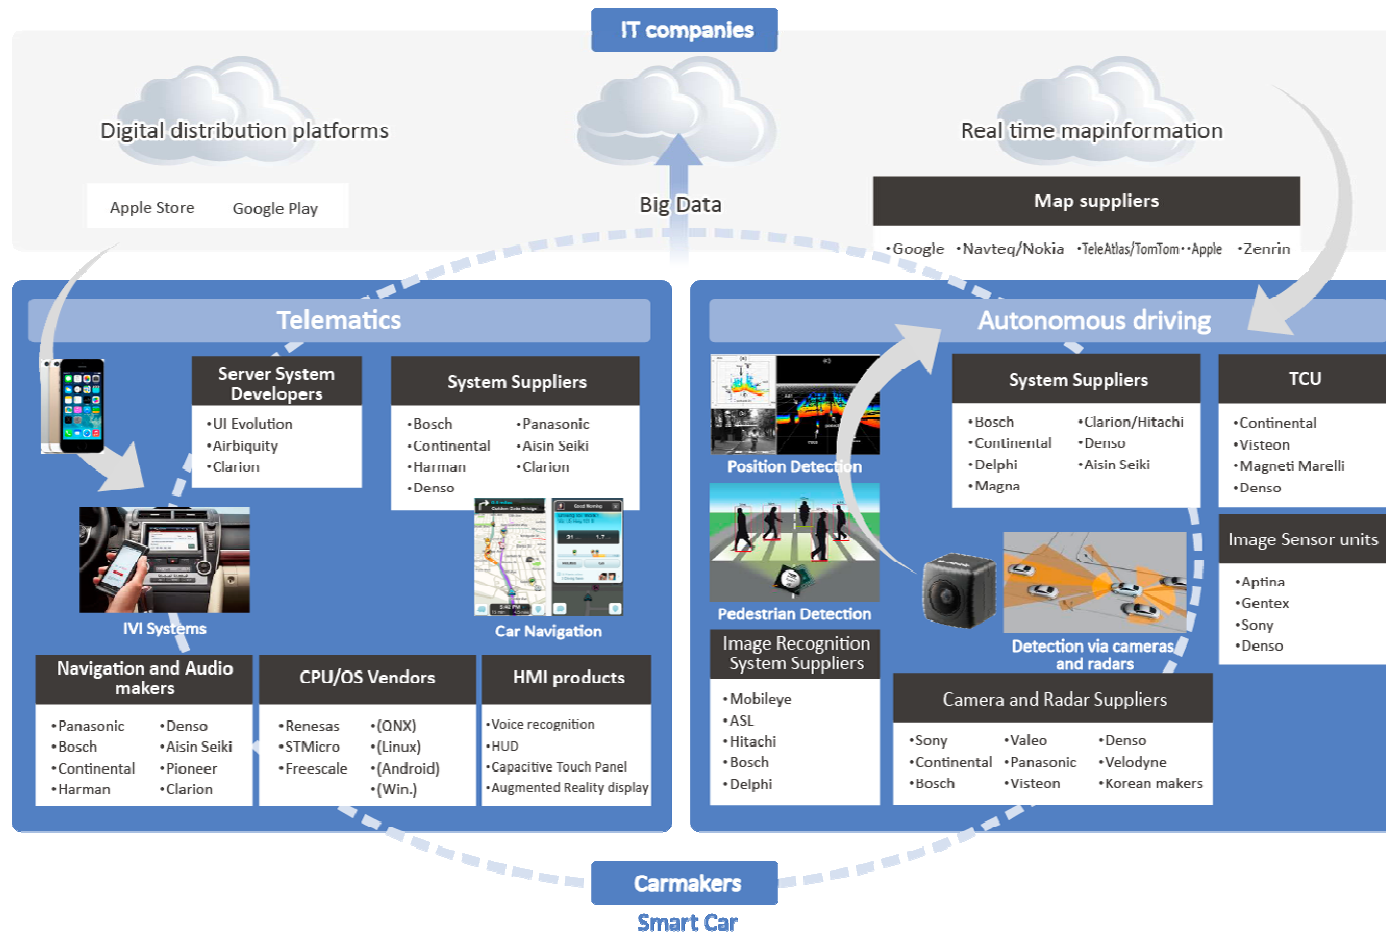 IT companies
Digital distribution platforms
Real time mapinformation
Apple Store
Google Play
Big Data
Map suppliers
•Google •Navteq/Nokia •TeleAtlas/TomTom••Apple •Zenrin
Telematics
Server System
Developers
•UI Evolution
•Airbiquity
•Clarion
System Suppliers
•Bosch
•Continental
•Harman
•Denso
•Panasonic
•Aisin Seiki
•Clarion
IVI Systems
Golden Gate Bridge
Good Morning
Car Navigation
Navigation and Audio
makers
•Panasonic
•Bosch
•Continental
•Harman
•Denso
•Aisin Seiki
•Pioneer
•Clarion
CPU/OS Vendors
•Renesas
•STMicro
•Freescale
•(QNX)
•(Linux)
•(Android)
•(Win.)
HMI products
•Voice recognition
•HUD
•Capacitive Touch Panel
•Augmented Reality display
Autonomous driving
Position Detection
Pedestrian Detection
System Suppliers
•Bosch
•Continental
•Delphi
•Magna
•Clarion/Hitachi
•Denso
•Aisin Seiki
TCU
•Continental
•Visteon
•Magneti Marelli
•Denso
Image Sensor units
•Aptina
•Gentex
•Sony
•Denso
Detection via cameras
and radars
Image Recognition
System Suppliers
•Mobileye
•ASL
•Hitachi
•Bosch
•Delphi
Camera and Radar Suppliers
•Sony
•Continental
•Bosch
•Valeo
•Panasonic
•Visteon
•Denso
•Velodyne
•Korean makers
Carmakers
Smart Car